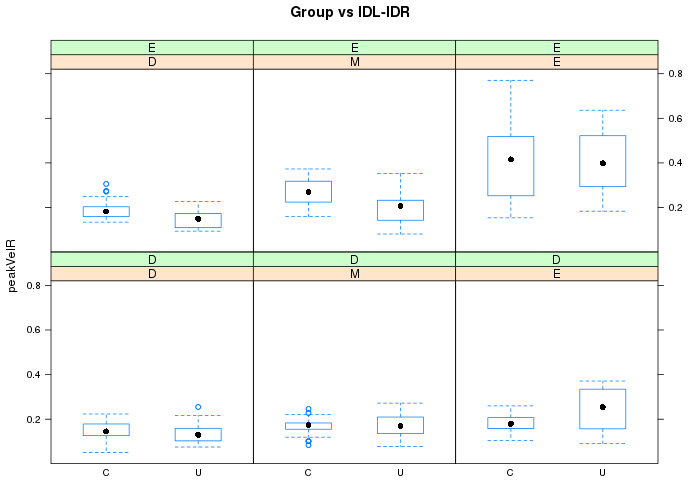 Group vs IDL-IDR
E E E
D M E
0.8
0.6
0.4
0.2
peakVelR
D D D
D M E
0.8
0.6
0.4
0.2
C U C U C U